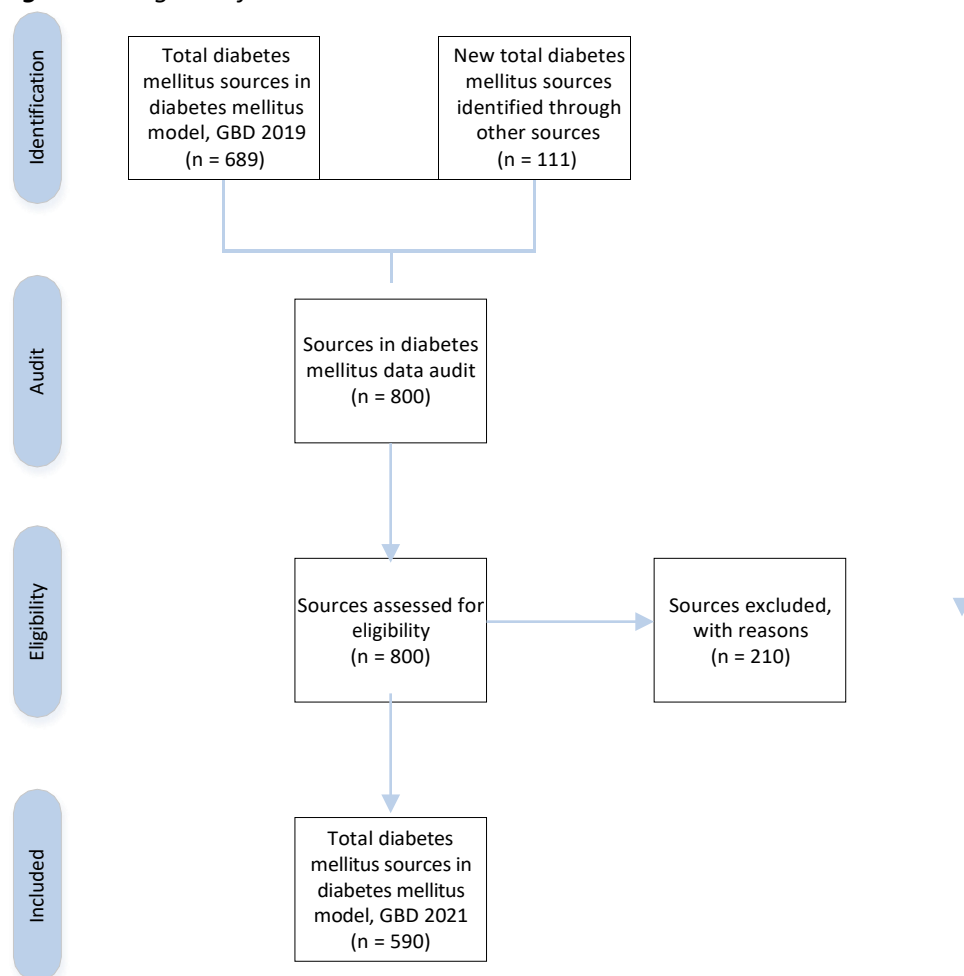 Identification
Total diabetes
mellitus sources in
diabetes mellitus
model, GBD 2019
(n = 689)
New total diabetes
mellitus sources
identified through
other sources
(n = 111)
Audit
Sources in diabetes
mellitus data audit
(n = 800)
Eligibility
Sources assessed for
eligibility
(n = 800)
Sources excluded,
with reasons
(n = 210)
Included
Total diabetes
mellitus sources in
diabetes mellitus
model, GBD 2021
(n = 590)